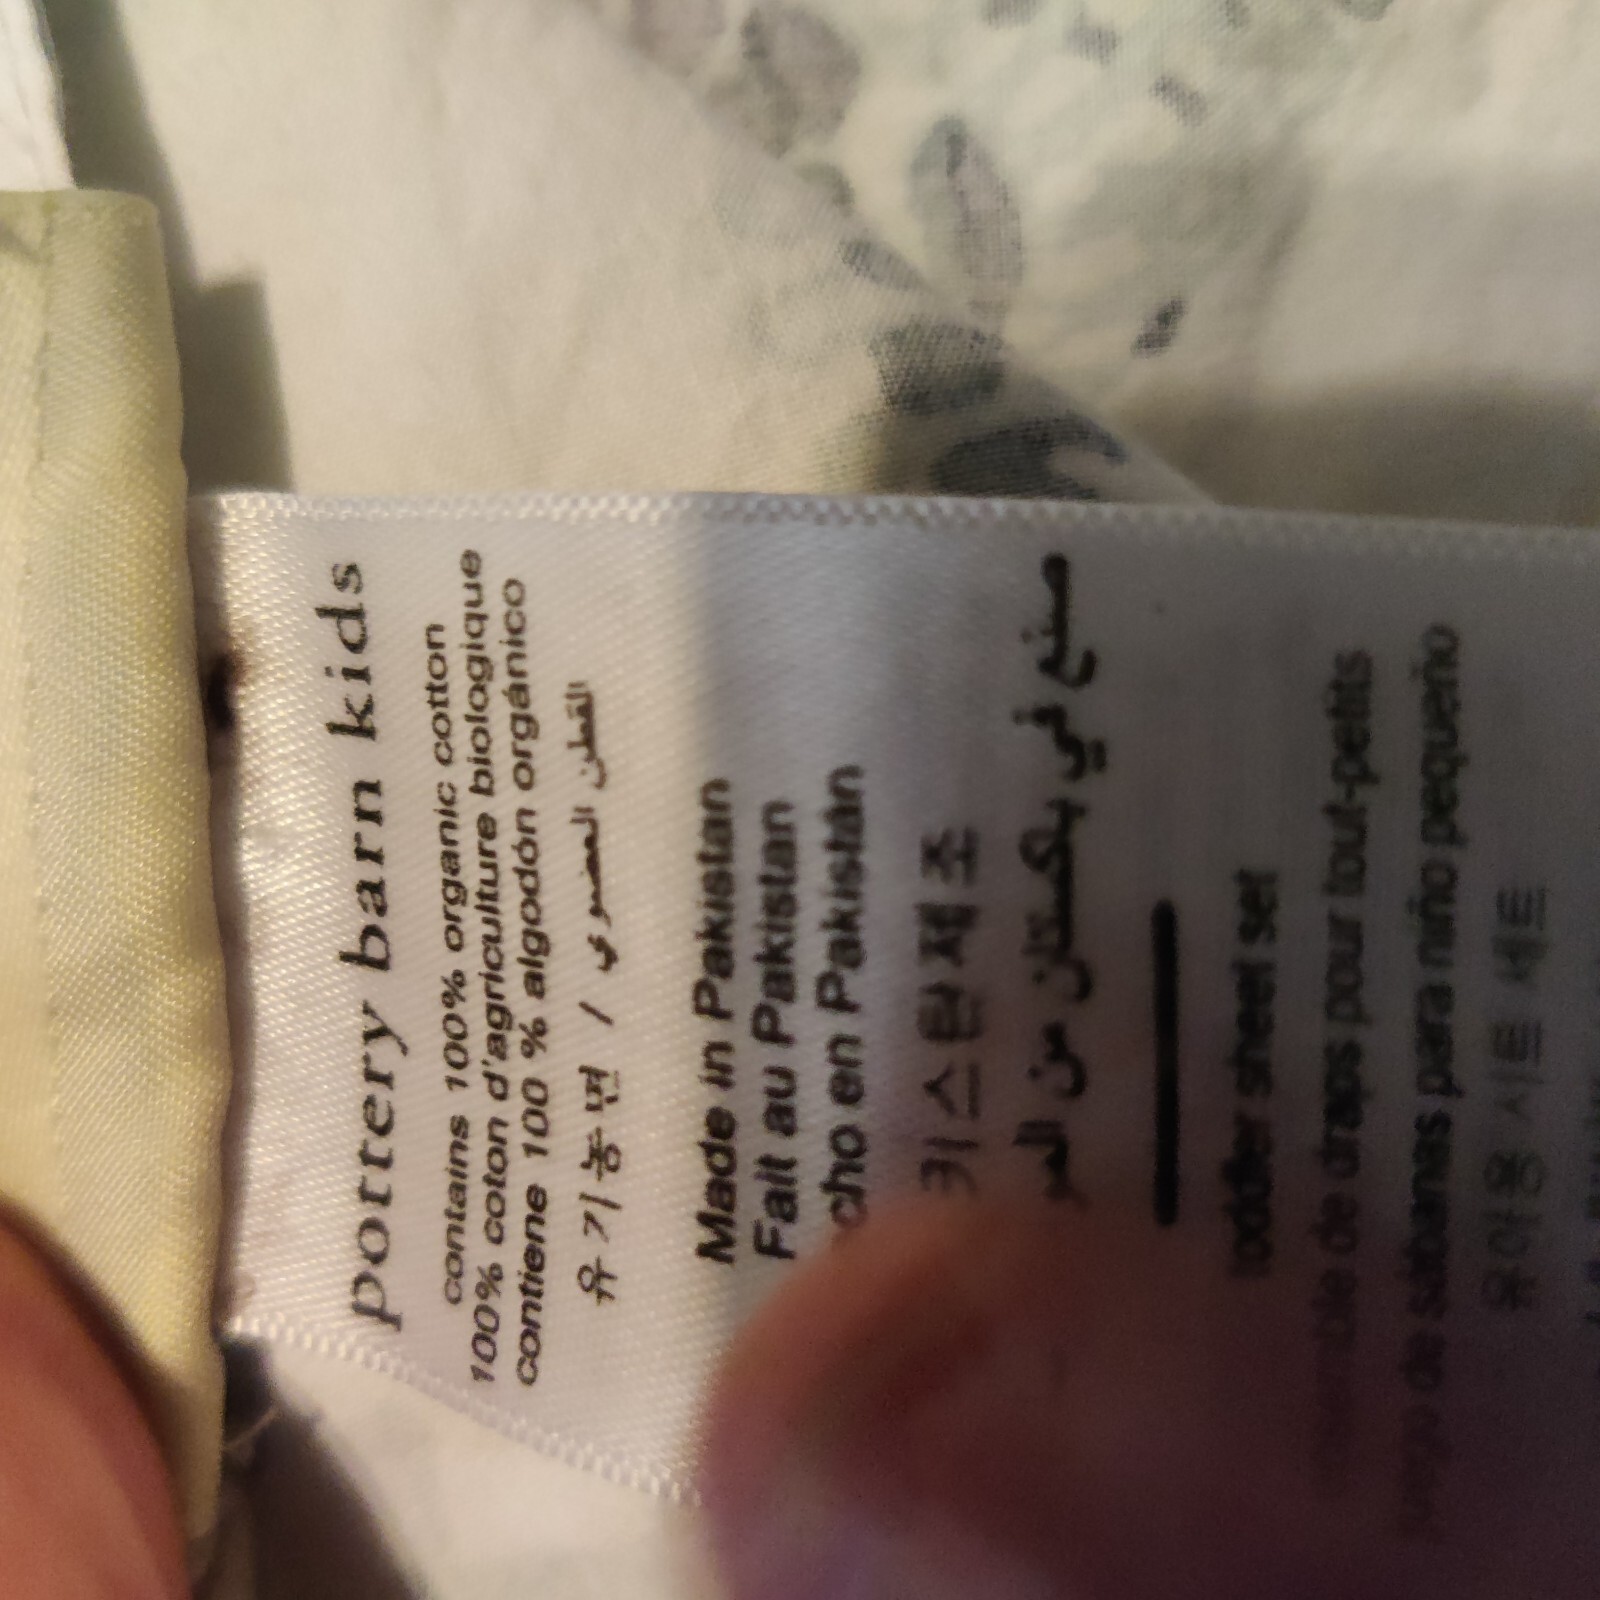 pottery barn kids
contains 100% organic cotton
100% coton d'agriculture biologique
contiene 100 % algodón orgánico
유기농면 / القطن العضوي
Made in Pakistan
Fait au Pakistan
cho en Pakistán
키스탄제조
صنع في باكستان من
toddler sheet set
de draps pour tout-petits
de sábanas para niño pequeño
유아용 시트 세트